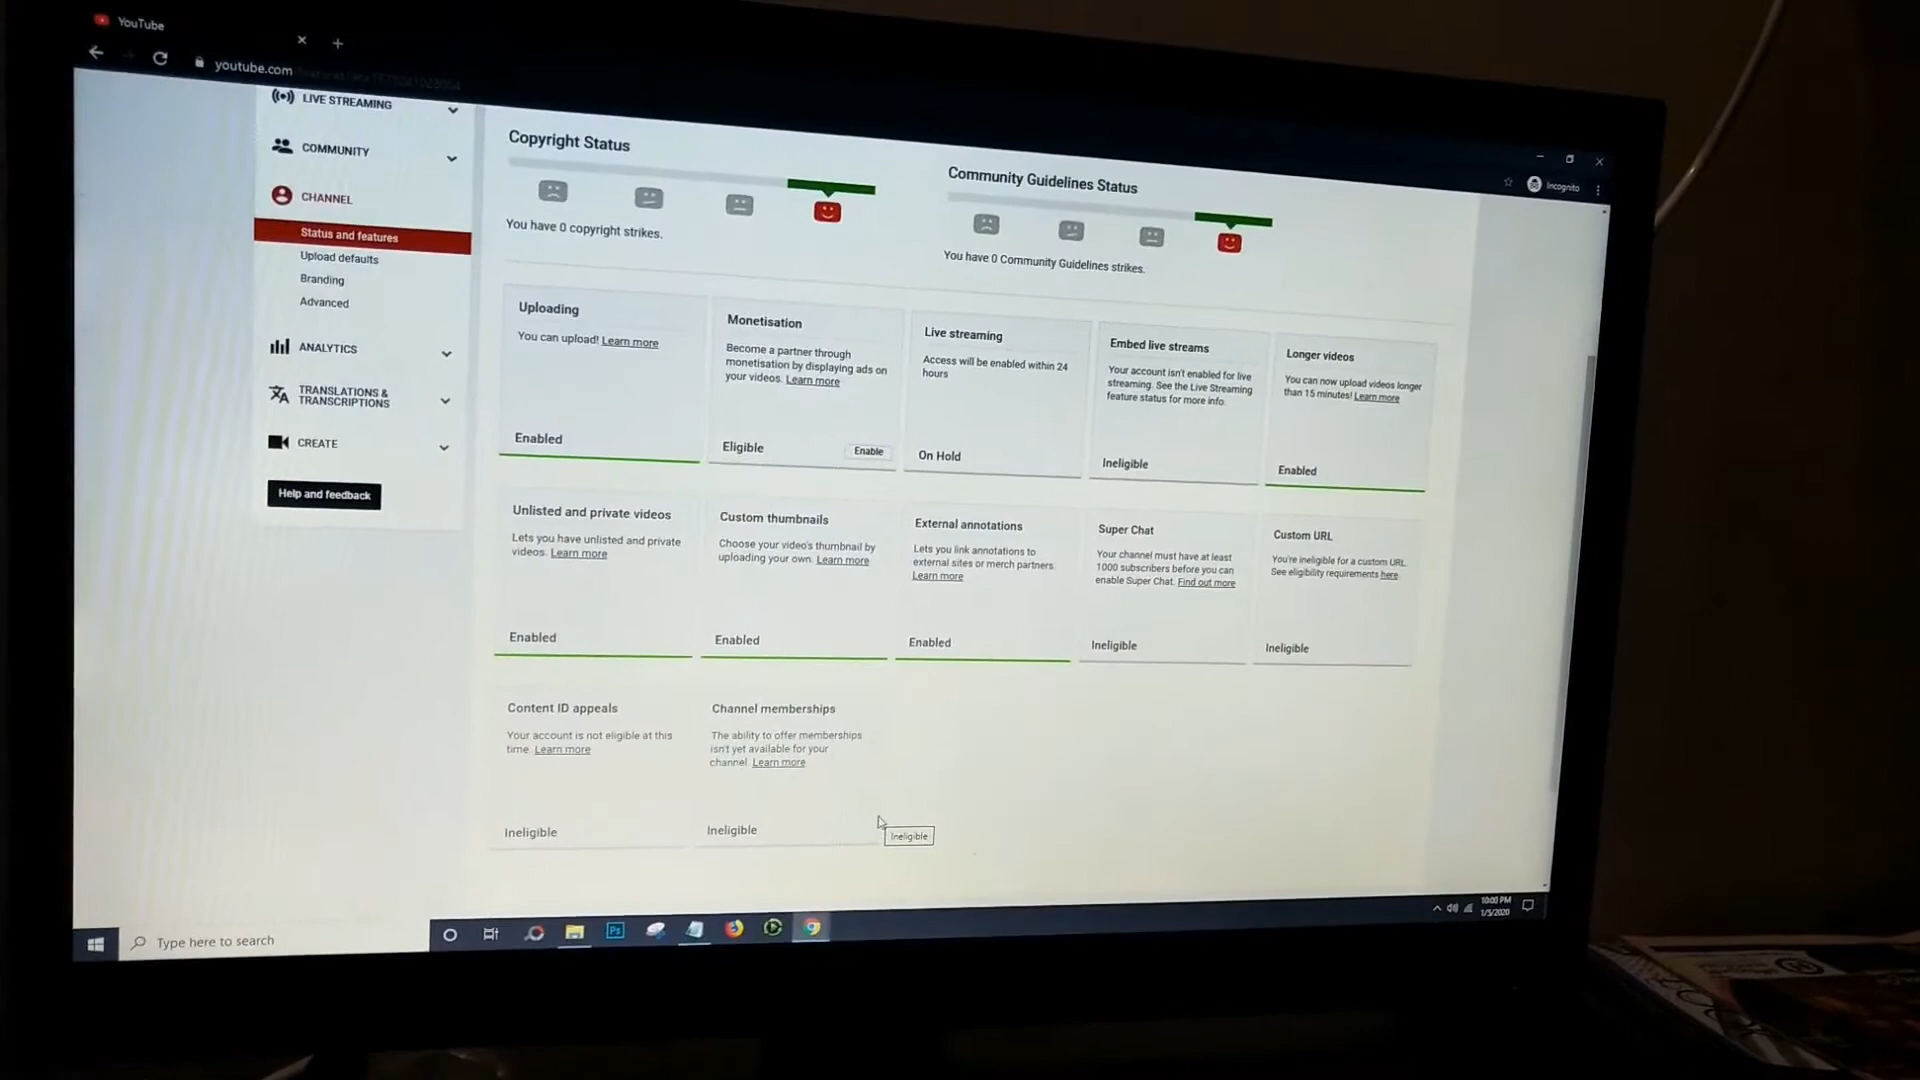 YouTube
youtube.com
Incognito
LIVE STREAMING
COMMUNITY
CHANNEL
Status and features
Upload defaults
Branding
Advanced
ANALYTICS
TRANSLATIONS &
TRANSCRIPTIONS
CREATE
Help and feedback
Copyright Status
You have 0 copyright strikes.
Community Guidelines Status
You have 0 Community Guidelines strikes.
Uploading
You can upload! Learn more
Enabled
Monetisation
Become a partner through
monetisation by displaying ads on
your videos. Learn more
Eligible
Enable
Live streaming
Access will be enabled within 24
hours
On Hold
Embed live streams
Your account isn't enabled for live
streaming. See the Live Streaming
feature status for more info.
Ineligible
Longer videos
You can now upload videos longer
than 15 minutes! Learn more
Enabled
Unlisted and private videos
Lets you have unlisted and private
videos. Learn more
Enabled
Custom thumbnails
Choose your video's thumbnail by
uploading your own. Learn more
Enabled
External annotations
Lets you link annotations to
external sites or merch partners.
Learn more
Enabled
Super Chat
Your channel must have at least
1000 subscribers before you can
enable Super Chat. Find out more
Ineligible
Custom URL
You're ineligible for a custom URL.
See eligibility requirements here.
Ineligible
Content ID appeals
Your account is not eligible at this
time. Learn more
Ineligible
Channel memberships
The ability to offer memberships
isn't yet available for your
channel. Learn more
Ineligible
Ineligible
Type here to search
Ps
10:00 PM
1/5/2020